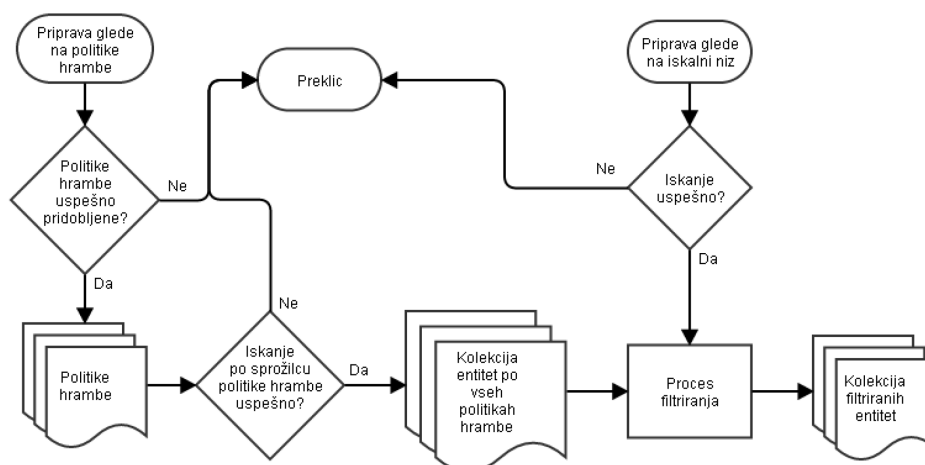 Priprava glede
na politike
hrambe
Preklic
Priprava glede
na iskalni niz
Politike
hrambe
uspešno
pridobljene?
Ne
Ne
Iskanje
uspešno?
Da
Da
Ne
Politike
hrambe
Iskanje
po sprožilcu
politike hrambe
uspešno?
Da
Kolekcija
entitet po
vseh
politikah
hrambe
Proces
filtriranja
Kolekcija
filtriranih
entitet